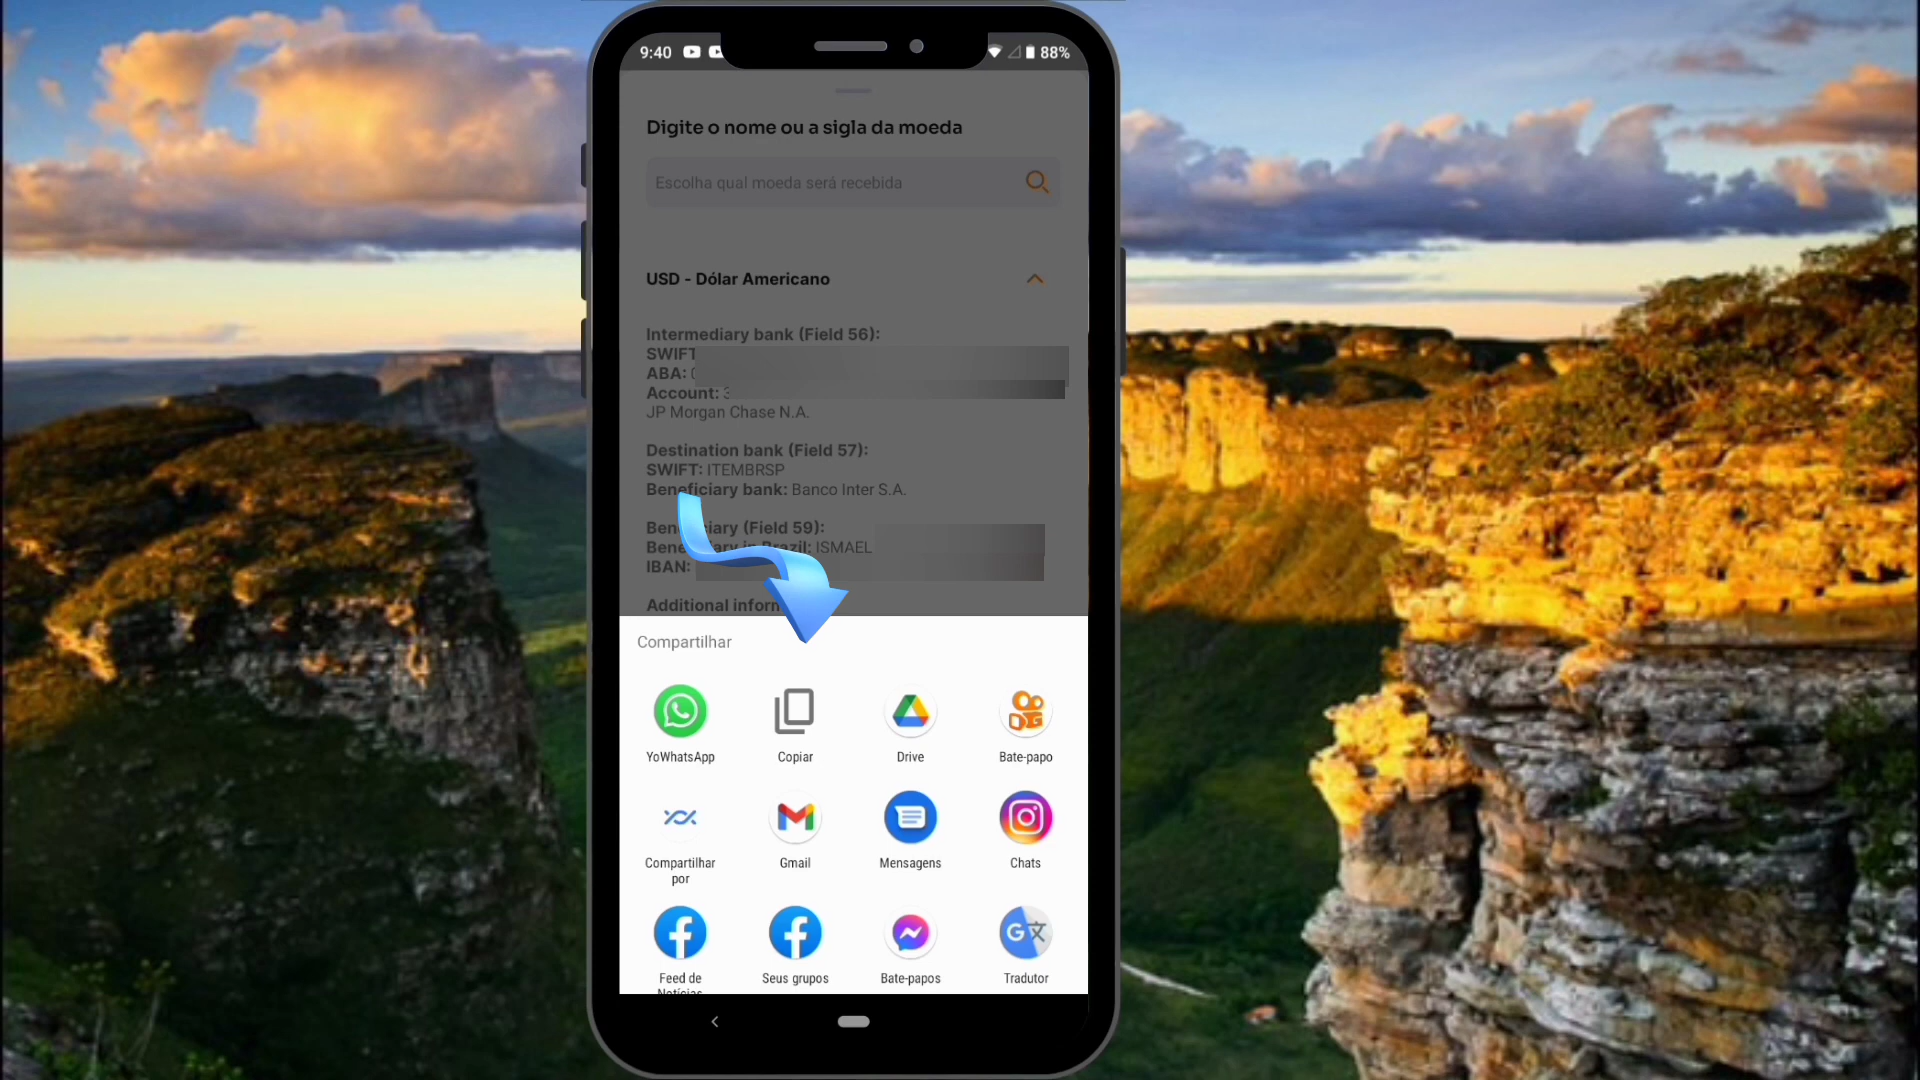 9:40
88%
Digite o nome ou a sigla da moeda
Escolha qual moeda será recebida
USD - Dólar Americano
Intermediary bank (Field 56):
SWIFT
ABA:
Account:
JP Morgan Chase N.A.
Destination bank (Field 57):
SWIFT: ITEMBRSP
Beneficiary bank: Banco Inter S.A.
Beneficiary (Field 59):
Beneficiary in Brazil: ISMAEL
IBAN:
Additional inform
Compartilhar
YoWhatsApp
Copiar
Drive
Bate-papo
Compartilhar por
Gmail
Mensagens
Chats
Feed de Notícias
Seus grupos
Bate-papos
Tradutor